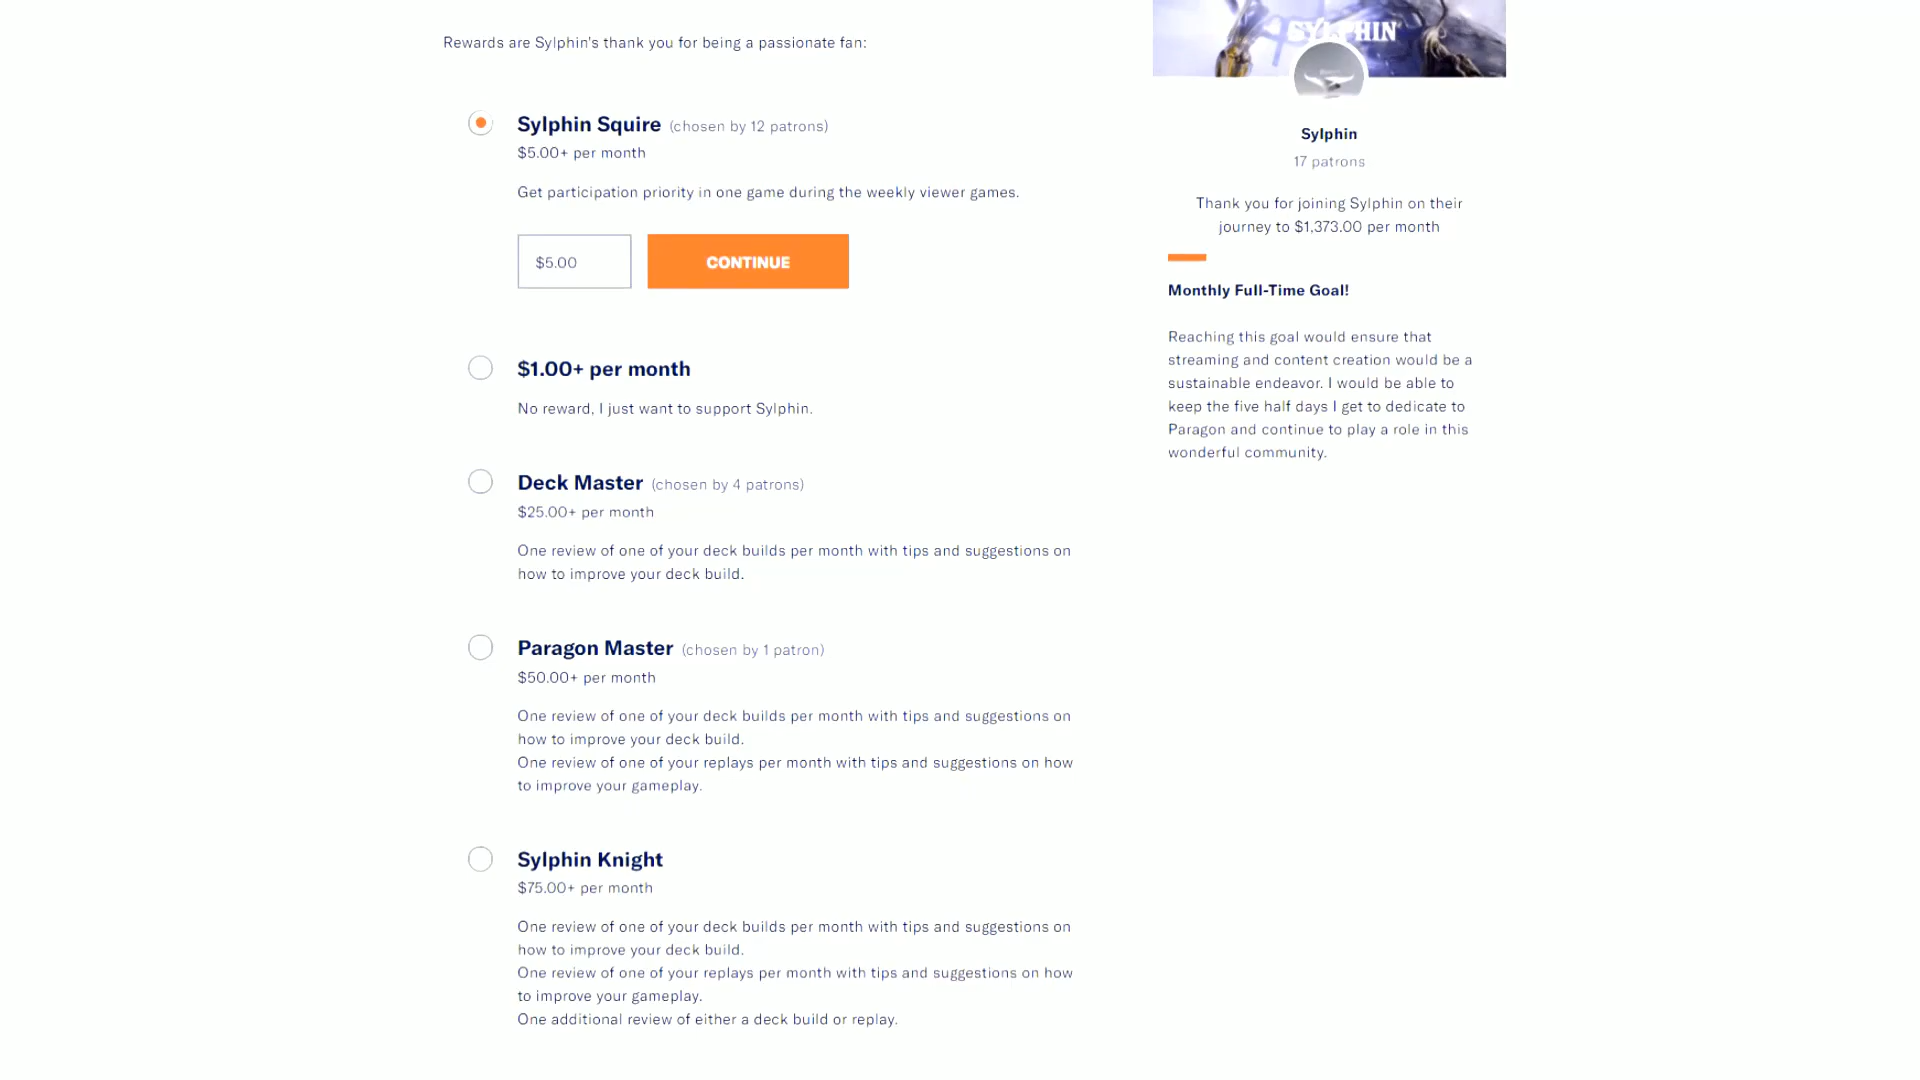 Rewards are Sylphin's thank you for being a passionate fan:
Sylphin Squire (chosen by 12 patrons)
$5.00+ per month
Get participation priority in one game during the weekly viewer games.
$5.00
CONTINUE
$1.00+ per month
No reward, I just want to support Sylphin.
Deck Master (chosen by 4 patrons)
$25.00+ per month
One review of one of your deck builds per month with tips and suggestions on
how to improve your deck build.
Paragon Master (chosen by 1 patron)
$50.00+ per month
One review of one of your deck builds per month with tips and suggestions on
how to improve your deck build.
One review of one of your replays per month with tips and suggestions on how
to improve your gameplay.
Sylphin Knight
$75.00+ per month
One review of one of your deck builds per month with tips and suggestions on
how to improve your deck build.
One review of one of your replays per month with tips and suggestions on how
to improve your gameplay.
One additional review of either a deck build or replay.
SYLPHIN
Sylphin
17 patrons
Thank you for joining Sylphin on their
journey to $1,373.00 per month
Monthly Full-Time Goal!
Reaching this goal would ensure that
streaming and content creation would be a
sustainable endeavor. I would be able to
keep the five half days I get to dedicate to
Paragon and continue to play a role in this
wonderful community.